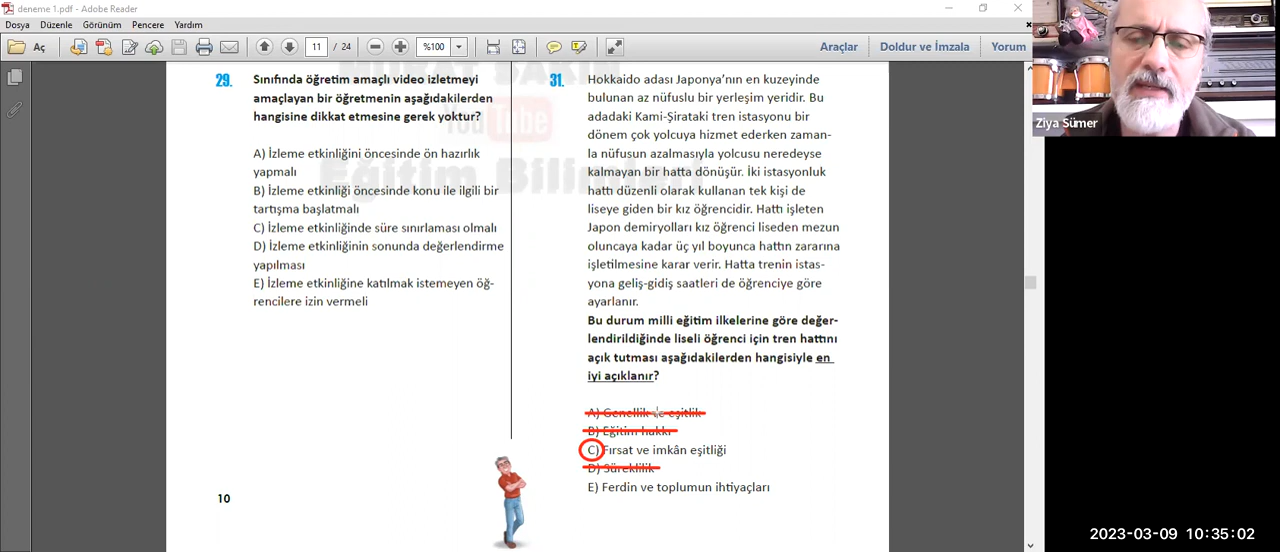 deneme 1.pdf - Adobe Reader
Dosya Düzenle Görünüm Pencere Yardım
Aç
11 / 24
%100
Araçlar
Doldur ve İmzala
Yorum
Ziya Sümer
29. Sınıfında öğretim amaçlı video izletmeyi
amaçlayan bir öğretmenin aşağıdakilerden
hangisine dikkat etmesine gerek yoktur?
A) İzleme etkinliğini öncesinde ön hazırlık
yapmalı
B) İzleme etkinliği öncesinde konu ile ilgili bir
tartışma başlatmalı
C) İzleme etkinliğinde süre sınırlaması olmalı
D) İzleme etkinliğinin sonunda değerlendirme
yapılması
E) İzleme etkinliğine katılmak istemeyen öğ-
rencilere izin vermeli
10
31. Hokkaido adası Japonya’nın en kuzeyinde
bulunan az nüfuslu bir yerleşim yeridir. Bu
adadaki Kami-Şirataki tren istasyonu bir
dönem çok yolcuya hizmet ederken zaman-
la nüfusun azalmasıyla yolcusu neredeyse
kalmayan bir hatta dönüşür. İki istasyonluk
hattı düzenli olarak kullanan tek kişi de
liseye giden bir kız öğrencidir. Hattı işleten
Japon demiryolları kız öğrenci liseden mezun
oluncaya kadar üç yıl boyunca hattın zararına
işletilmesine karar verir. Hatta trenin istas-
yona geliş-gidiş saatleri de öğrenciye göre
ayarlanır.
Bu durum milli eğitim ilkelerine göre değer-
lendirildiğinde liseli öğrenci için tren hattını
açık tutması aşağıdakilerden hangisiyle en
iyi açıklanır?
A) Genellik ve eşitlik
B) Eğitim hakkı
C) Fırsat ve imkân eşitliği
D) Süreklilik
E) Ferdin ve toplumun ihtiyaçları
You Tube
Eğitim Bilimleri
2023-03-09 10:35:02